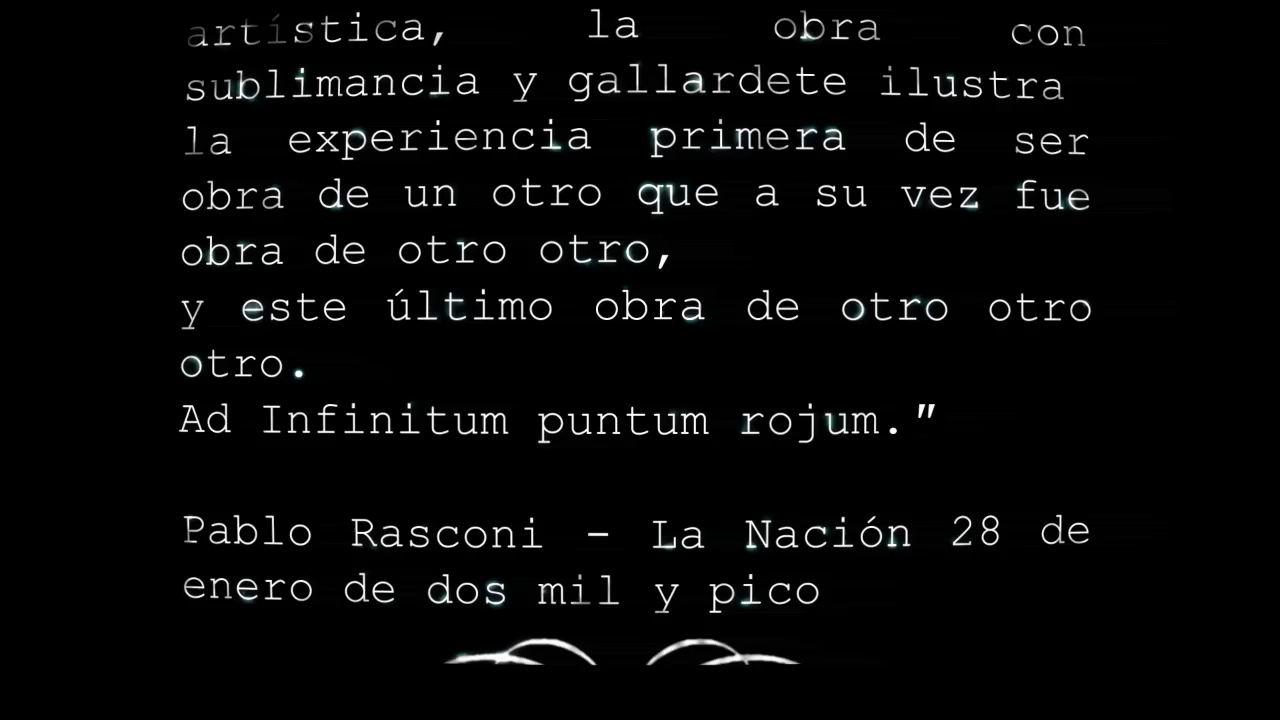 artística, la obra con
sublimancia y gallardete ilustra
la experiencia primera de ser
obra de un otro que a su vez fue
obra de otro otro,
y este último obra de otro otro
otro.
Ad Infinitum puntum rojum."
Pablo Rasconi - La Nación 28 de
enero de dos mil y pico